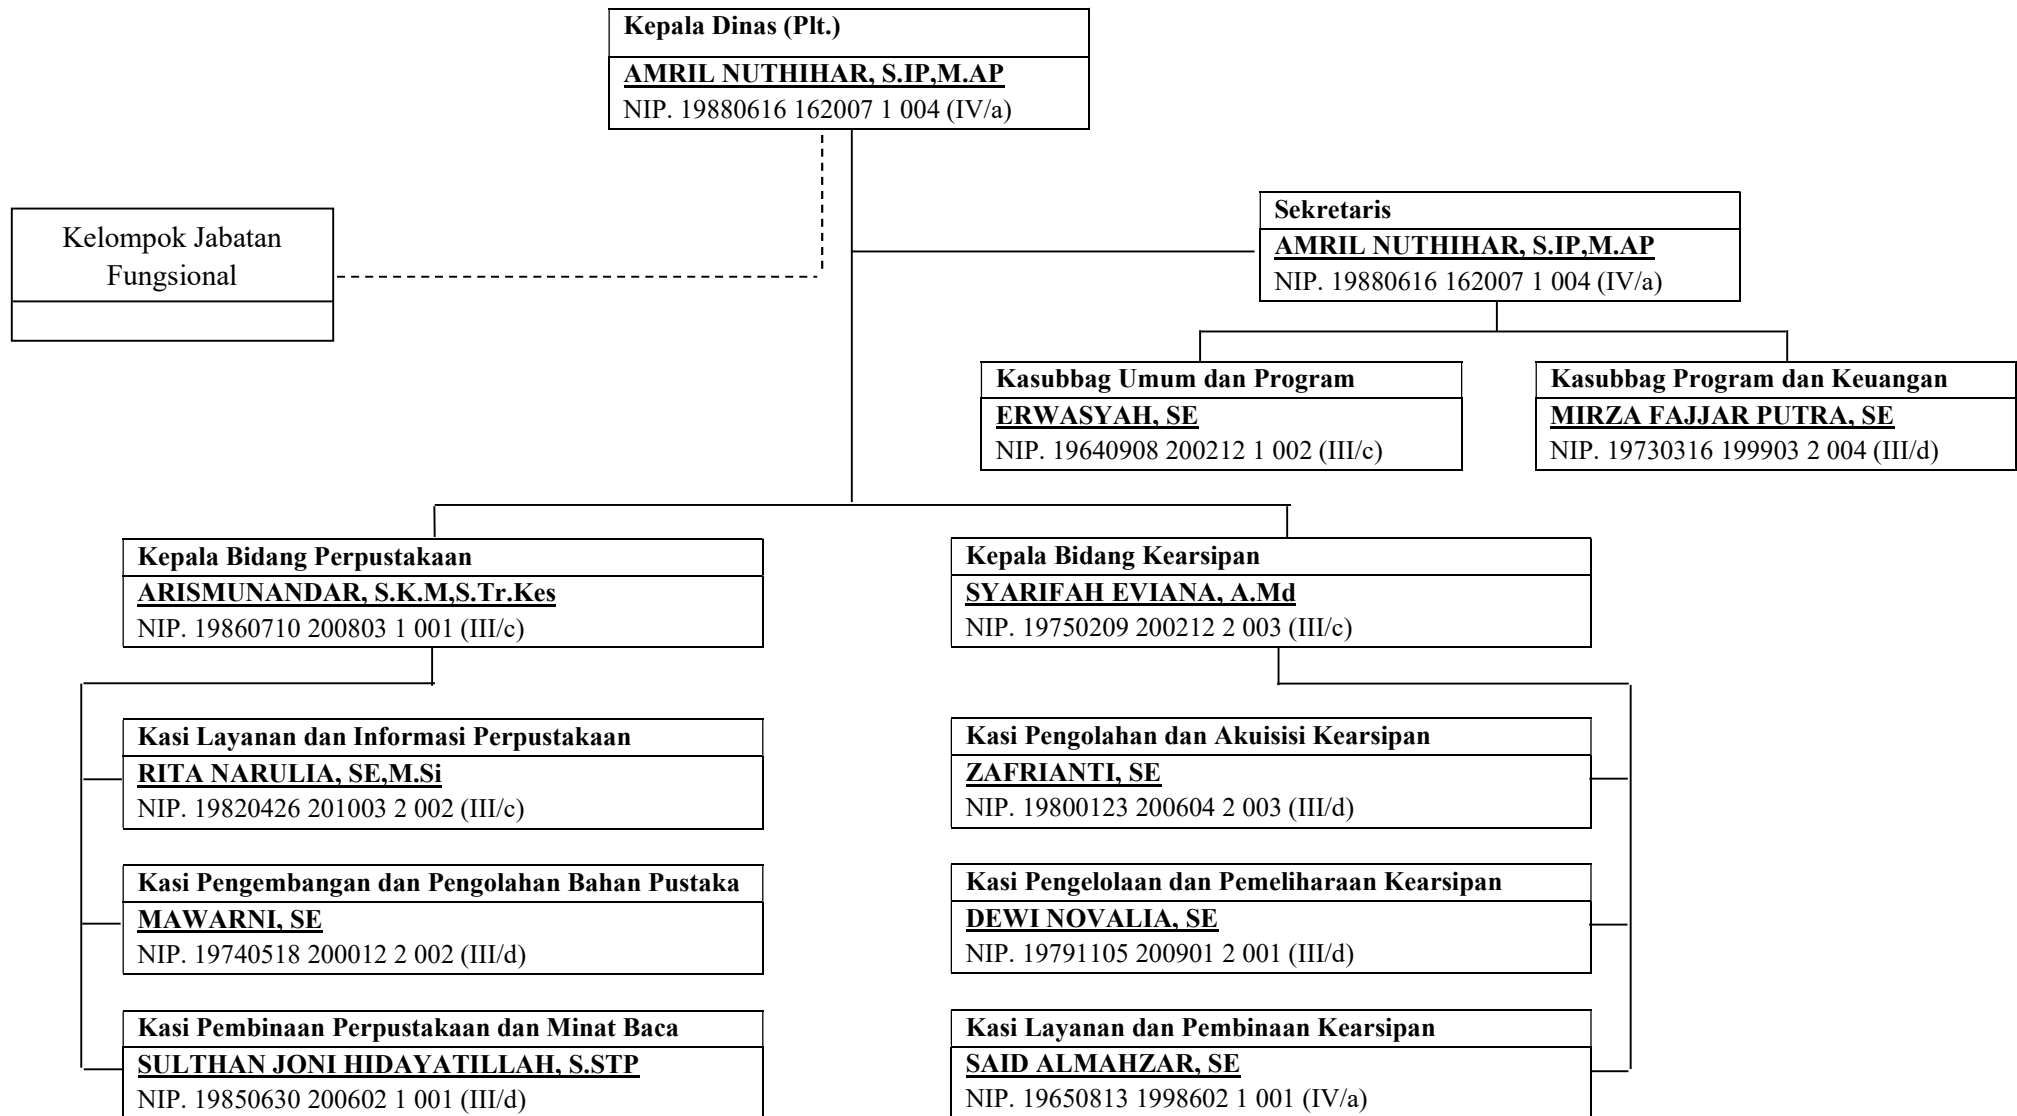 Kepala Dinas (Plt.)
AMRIL NUTHIHAR, S.IP,M.AP
NIP. 19880616 162007 1 004 (IV/a)
Kelompok Jabatan
Fungsional
Sekretaris
AMRIL NUTHIHAR, S.IP,M.AP
NIP. 19880616 162007 1 004 (IV/a)
Kasubbag Umum dan Program
ERWASYAH, SE
NIP. 19640908 200212 1 002 (III/c)
Kasubbag Program dan Keuangan
MIRZA FAJJAR PUTRA, SE
NIP. 19730316 199903 2 004 (III/d)
Kepala Bidang Perpustakaan
ARISMUNANDAR, S.K.M,S.Tr.Kes
NIP. 19860710 200803 1 001 (III/c)
Kepala Bidang Kearsipan
SYARIFAH EVIANA, A.Md
NIP. 19750209 200212 2 003 (III/c)
Kasi Layanan dan Informasi Perpustakaan
RITA NARULIA, SE,M.Si
NIP. 19820426 201003 2 002 (III/c)
Kasi Pengolahan dan Akuisisi Kearsipan
ZAFRIANTI, SE
NIP. 19800123 200604 2 003 (III/d)
Kasi Pengembangan dan Pengolahan Bahan Pustaka
MAWARNI, SE
NIP. 19740518 200012 2 002 (III/d)
Kasi Pengelolaan dan Pemeliharaan Kearsipan
DEWI NOVALIA, SE
NIP. 19791105 200901 2 001 (III/d)
Kasi Pembinaan Perpustakaan dan Minat Baca
SULTHAN JONI HIDAYATILLAH, S.STP
NIP. 19850630 200602 1 001 (III/d)
Kasi Layanan dan Pembinaan Kearsipan
SAID ALMAHZAR, SE
NIP. 19650813 1998602 1 001 (IV/a)